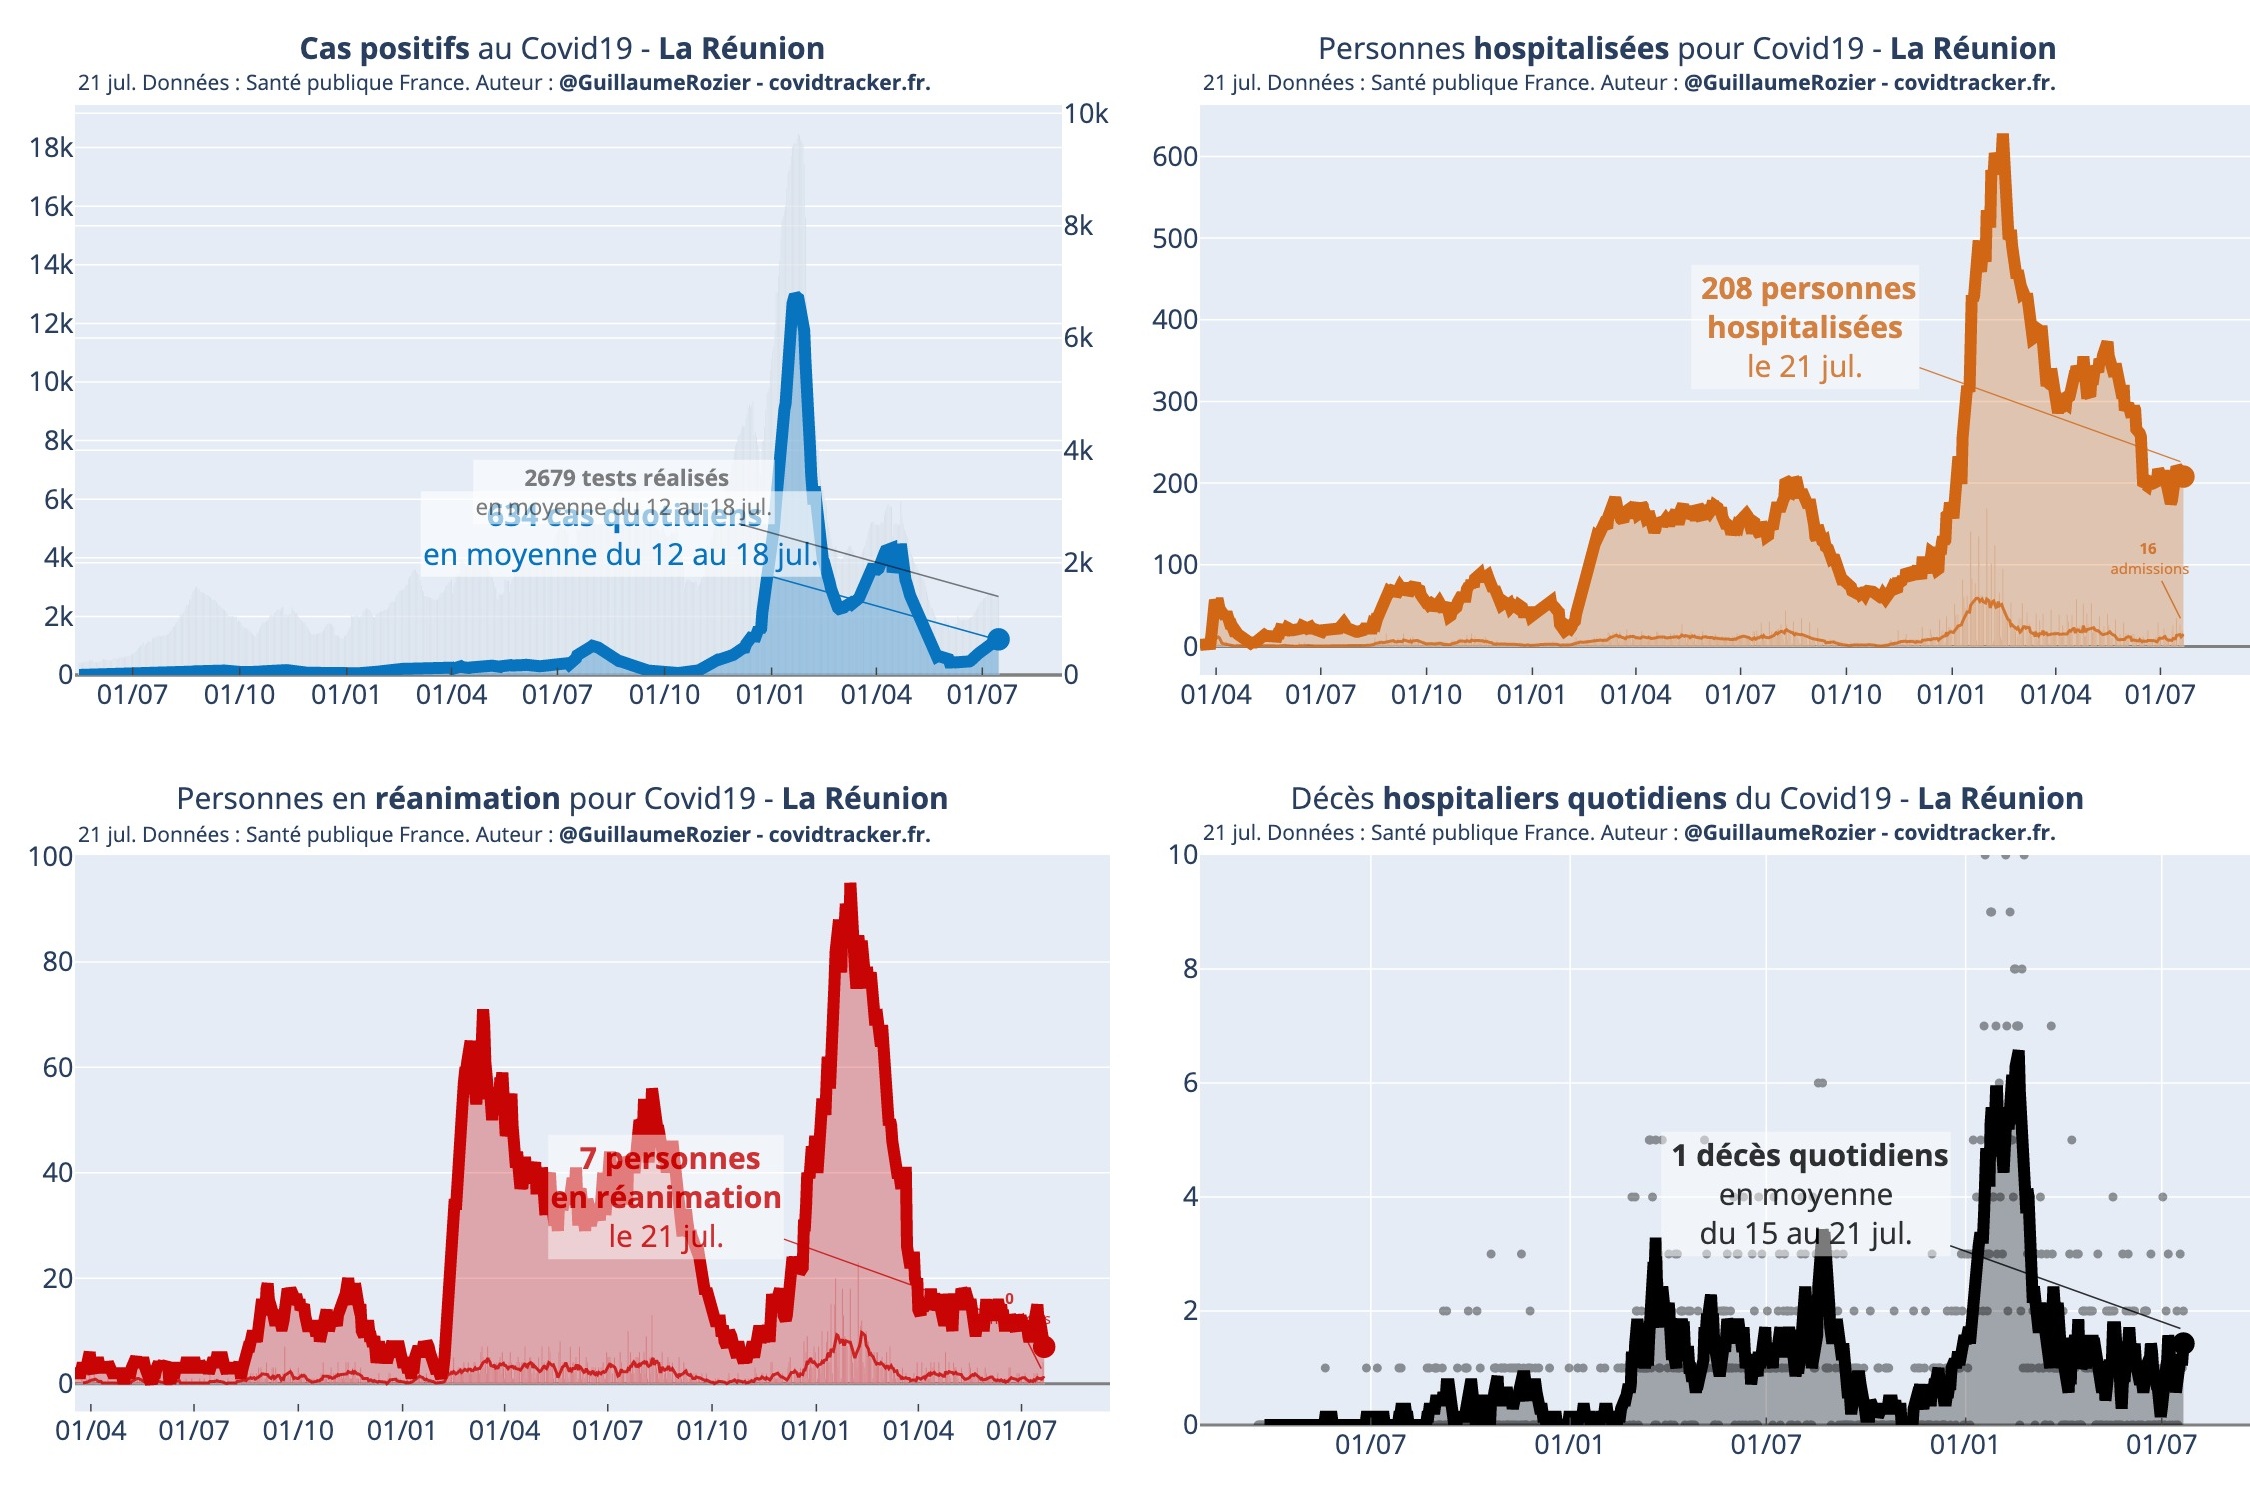 Cas positifs au Covid19 - La Réunion
21 jul. Données : Santé publique France. Auteur : @GuillaumeRozier - covidtracker.fr.
10k
18k
16k
8k
14k
12k
6k
10k
8k
4k
6k
4k
2k
2k
0
0
2679 tests réalisés
en moyenne du 12 au 18 jul.
634 cas quotidiens
en moyenne du 12 au 18 jul.
01/07 01/10 01/01 01/04 01/07 01/10 01/01 01/04 01/07
Personnes hospitalisées pour Covid19 - La Réunion
21 jul. Données : Santé publique France. Auteur : @GuillaumeRozier - covidtracker.fr.
600
500
400
300
200
100
0
208 personnes
hospitalisées
le 21 jul.
16
admissions
01/04 01/07 01/10 01/01 01/04 01/07 01/10 01/01 01/04 01/07
Personnes en réanimation pour Covid19 - La Réunion
21 jul. Données : Santé publique France. Auteur : @GuillaumeRozier - covidtracker.fr.
100
80
60
40
20
0
7 personnes
en réanimation
le 21 jul.
0
01/04 01/07 01/10 01/01 01/04 01/07 01/10 01/01 01/04 01/07
Décès hospitaliers quotidiens du Covid19 - La Réunion
21 jul. Données : Santé publique France. Auteur : @GuillaumeRozier - covidtracker.fr.
10
8
6
4
2
0
1 décès quotidiens
en moyenne
du 15 au 21 jul.
01/07 01/01 01/07 01/01 01/07